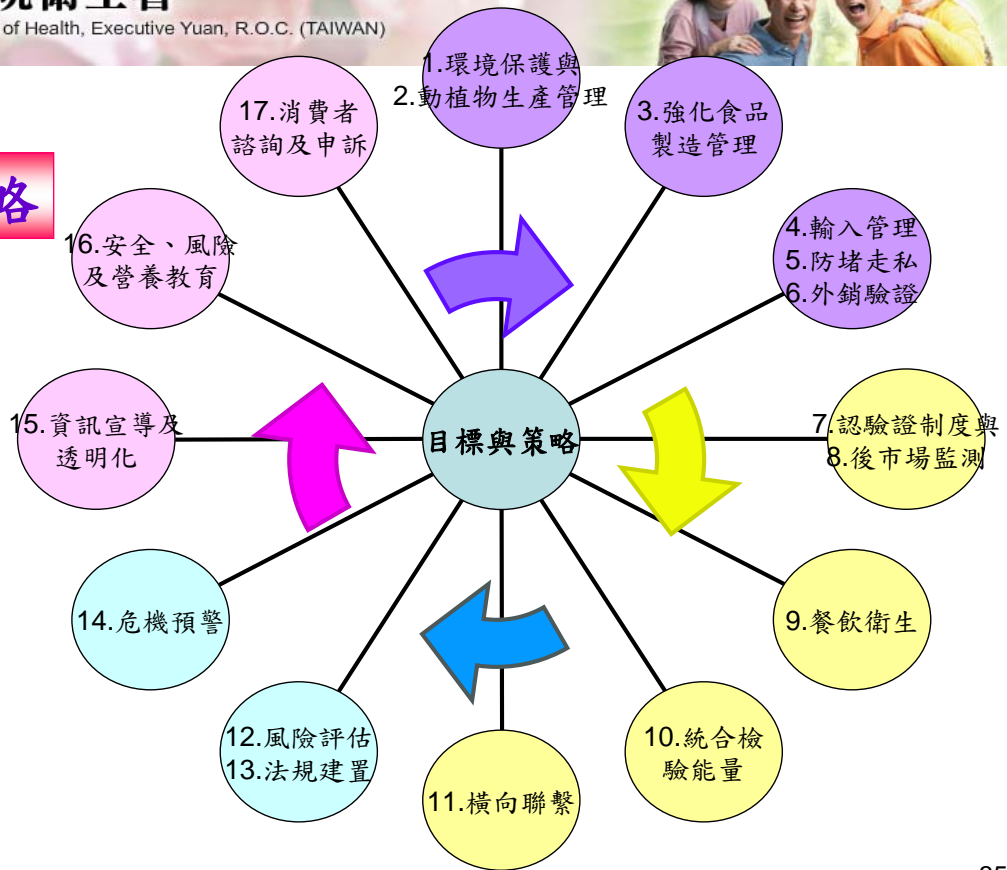 of Health, Executive Yuan, R.O.C. (TAIWAN)
略
1.環境保護與
2.動植物生產管理
3.強化食品
製造管理
4.輸入管理
5.防堵走私
6.外銷驗證
7.認驗證制度與
8.後市場監測
9.餐飲衛生
10.統合檢
驗能量
11.橫向聯繫
12.風險評估
13.法規建置
14.危機預警
15.資訊宣導及
透明化
16.安全、風險
及營養教育
17.消費者
諮詢及申訴
目標與策略